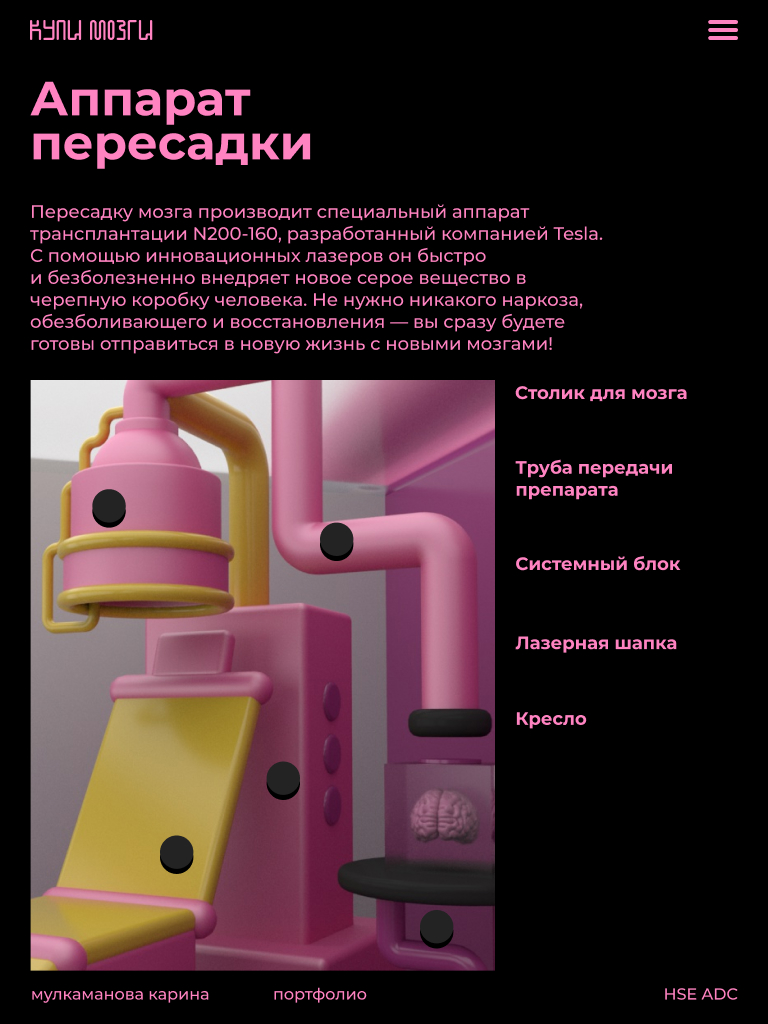 КУПИ МОЗГИ
Аппарат
пересадки
Пересадку мозга производит специальный аппарат
трансплантации N200-160, разработанный компанией Tesla.
С помощью инновационных лазеров он быстро
и безболезненно внедряет новое серое вещество в
черепную коробку человека. Не нужно никакого наркоза,
обезболивающего и восстановления — вы сразу будете
готовы отправиться в новую жизнь с новыми мозгами!
Столик для мозга
Труба передачи
препарата
Системный блок
Лазерная шапка
Кресло
мулкаманова карина
портфолио
HSE ADC